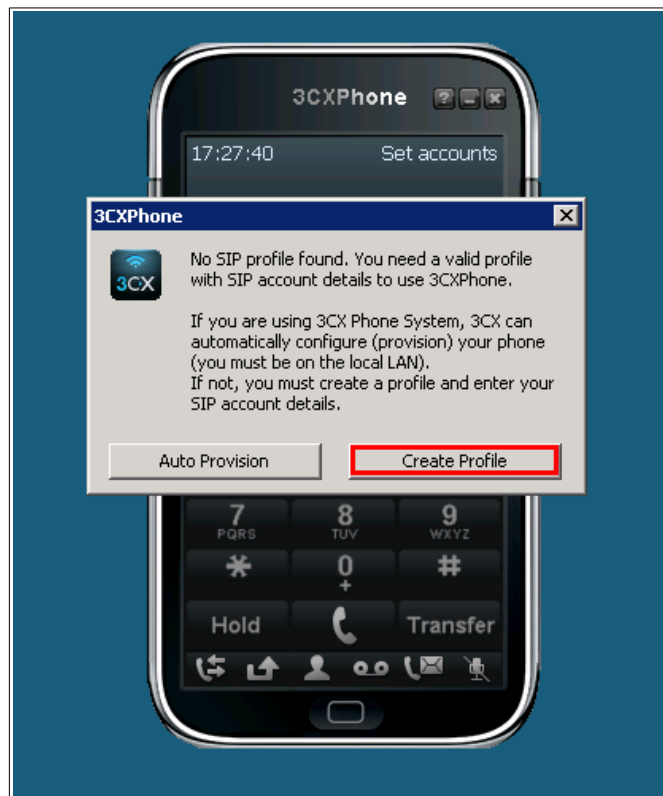 3CXPhone
17:27:40 Set accounts
3CXPhone
3CX
No SIP profile found. You need a valid profile
with SIP account details to use 3CXPhone.
If you are using 3CX Phone System, 3CX can
automatically configure (provision) your phone
(you must be on the local LAN).
If not, you must create a profile and enter your
SIP account details.
Auto Provision Create Profile
7 8 9
PQRS TUV WXYZ
* 0 #
+
Hold Transfer